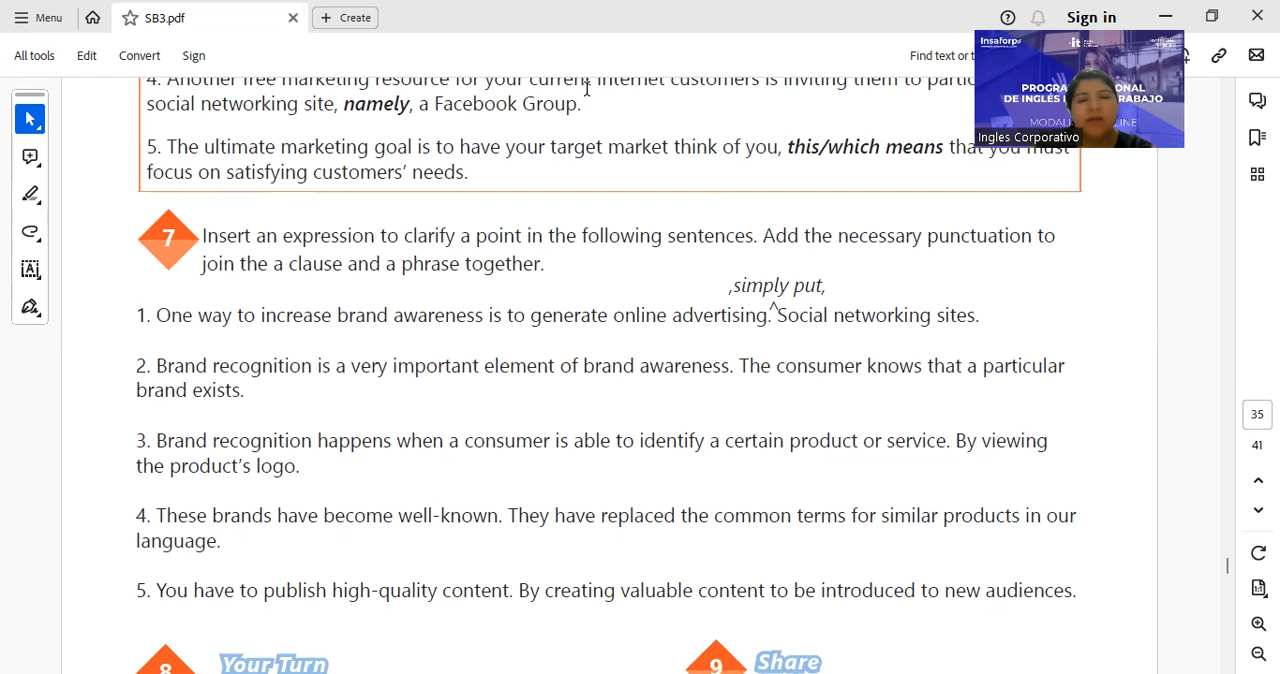 Menu
SB3.pdf
Create
Sign in
All tools
Edit
Convert
Sign
Find text or t
4. Another free marketing resource for your current internet customers is inviting them to parti
social networking site, namely, a Facebook Group.
5. The ultimate marketing goal is to have your target market think of you, this/which means that you must
focus on satisfying customers' needs.
Insaforp
it
PROGRA ONAL
DE INGLÉS RABAJO
MODALI LINE
Ingles Corporativo
7
Insert an expression to clarify a point in the following sentences. Add the necessary punctuation to
join the a clause and a phrase together.
,simply put,
^
1. One way to increase brand awareness is to generate online advertising. Social networking sites.
2. Brand recognition is a very important element of brand awareness. The consumer knows that a particular
brand exists.
3. Brand recognition happens when a consumer is able to identify a certain product or service. By viewing
the product's logo.
4. These brands have become well-known. They have replaced the common terms for similar products in our
language.
5. You have to publish high-quality content. By creating valuable content to be introduced to new audiences.
8
Your Turn
9
Share
35
41